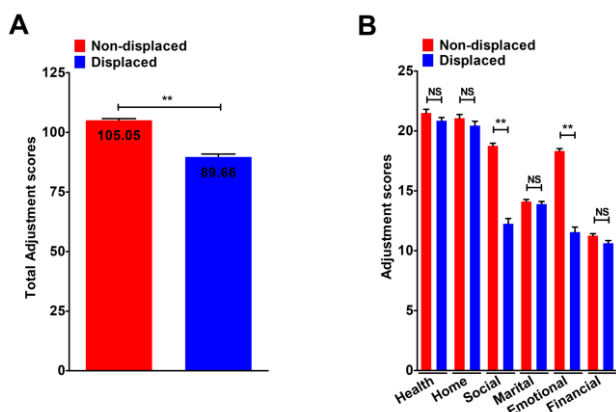 A
Non-displaced
Displaced
Total Adjustment scores
125
100
75
50
25
0
**
105.05
89.66
B
Non-displaced
Displaced
Adjustment scores
25
20
15
10
5
0
NS
NS
**
NS
**
NS
Health
Home
Social
Marital
Emotional
Financial